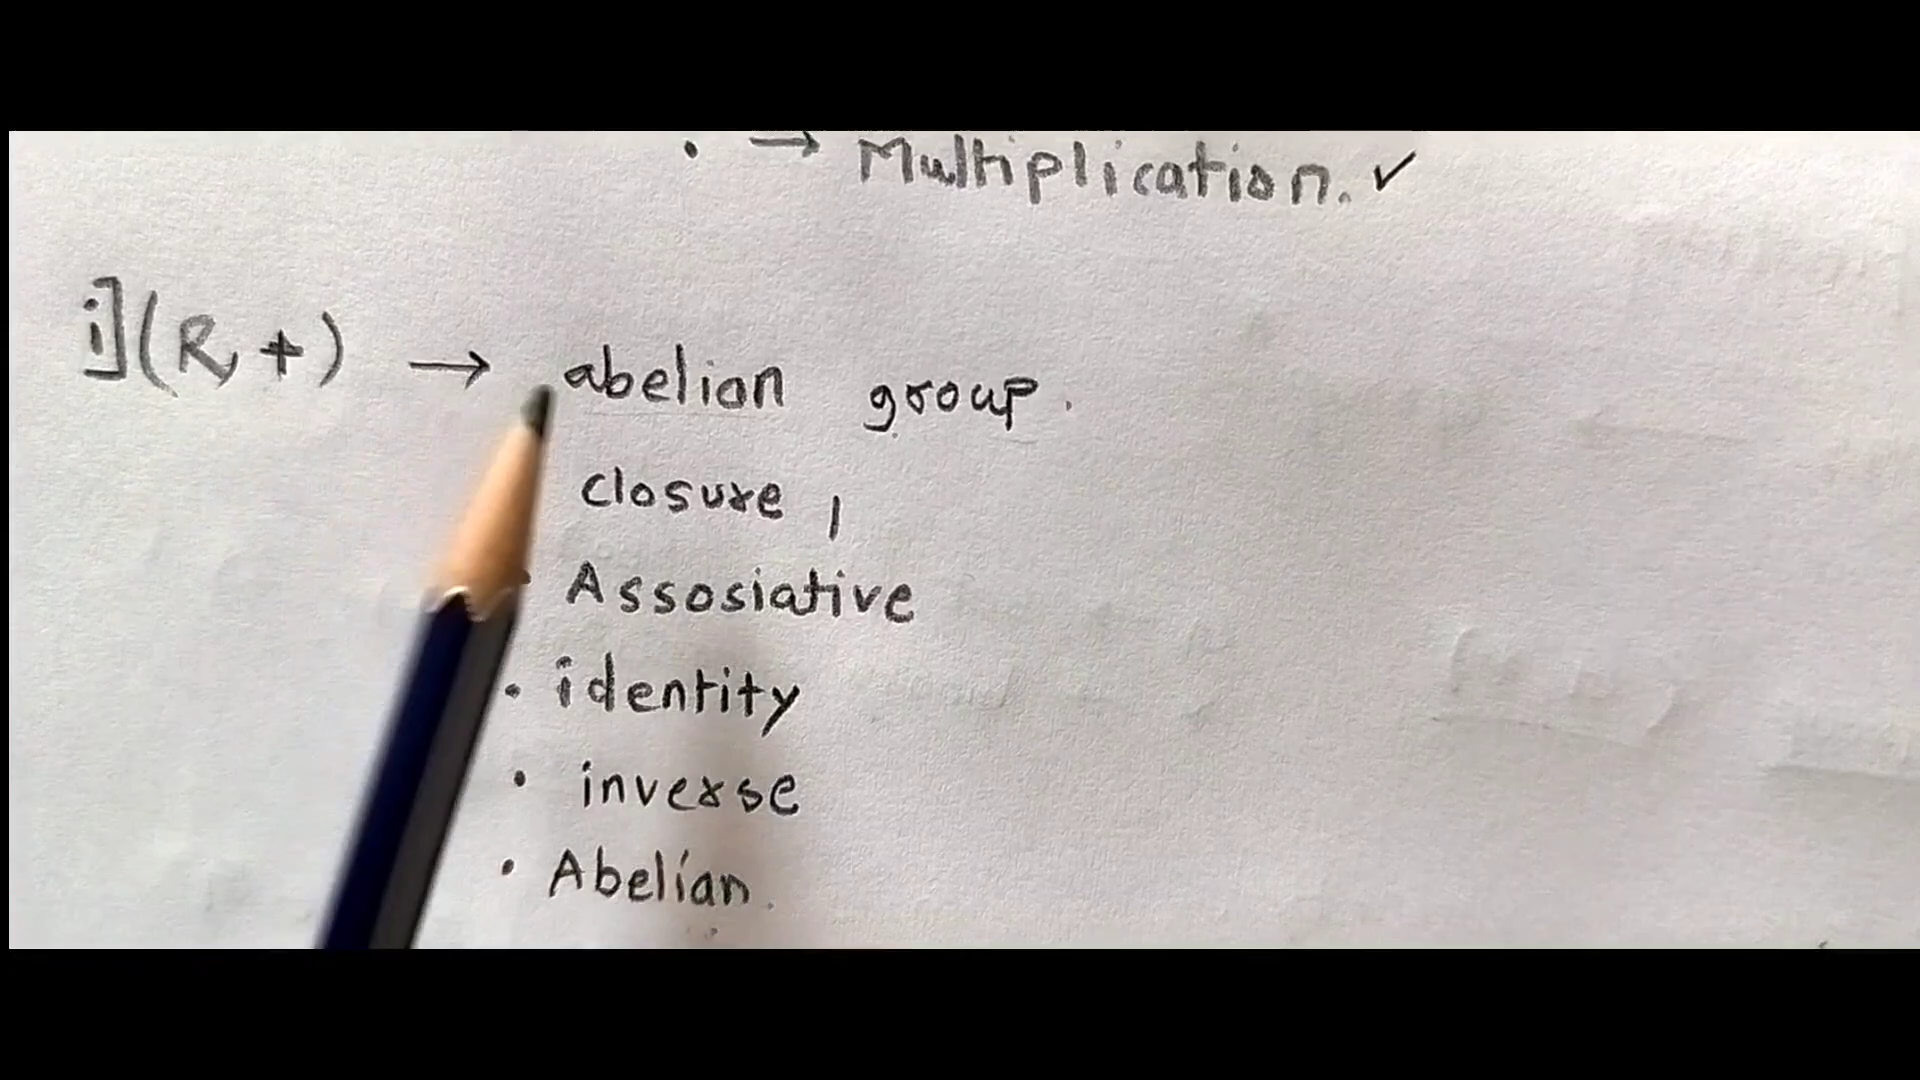 . → Multiplication. ✓
i] (R, +) → abelian group.
closure,
Assosiative
. identity
. inverse
. Abelian.